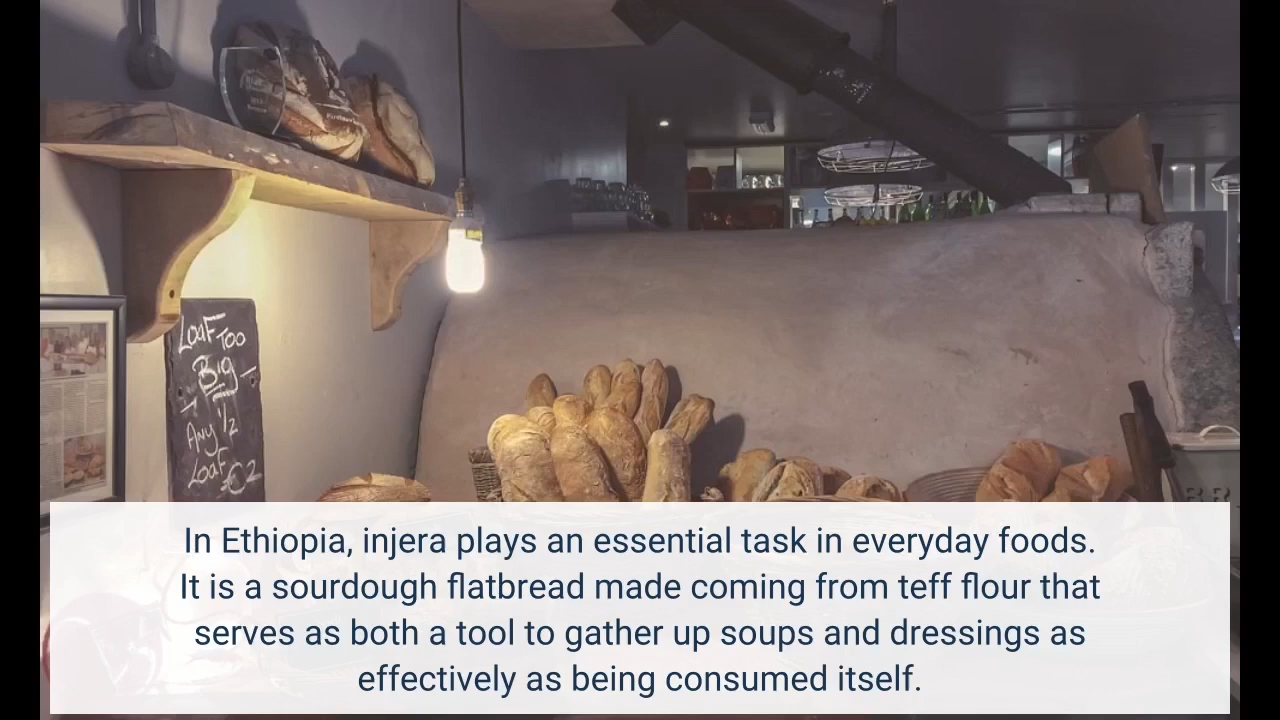 LOAF TOO
BIG
ANY 1/2
LOAF £2
In Ethiopia, injera plays an essential task in everyday foods.
It is a sourdough flatbread made coming from teff flour that
serves as both a tool to gather up soups and dressings as
effectively as being consumed itself.